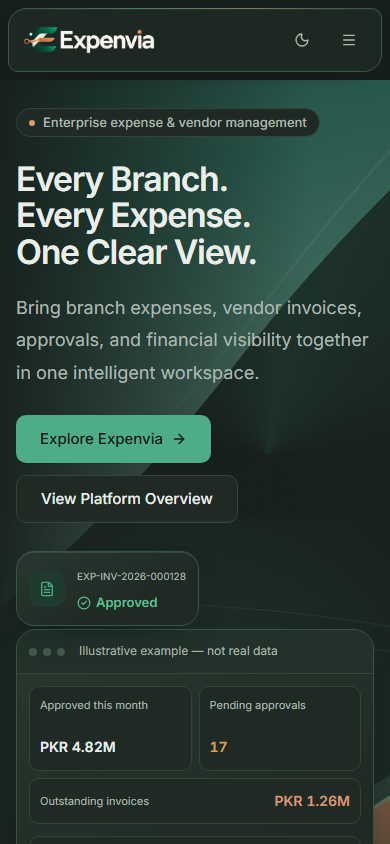 Expenvia
Enterprise expense & vendor management
Every Branch.
Every Expense.
One Clear View.
Bring branch expenses, vendor invoices,
approvals, and financial visibility together
in one intelligent workspace.
Explore Expenvia →
View Platform Overview
EXP-INV-2026-000128
Approved
Illustrative example — not real data
Approved this month
Pending approvals
PKR 4.82M
17
Outstanding invoices
PKR 1.26M